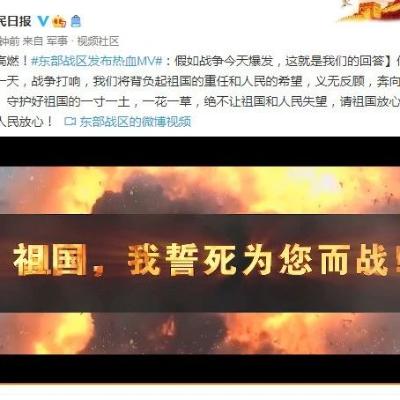 民日报
钟前 来自 军事·视频社区
亮燃！#东部战区发布热血MV#：假如战争今天爆发，这就是我们的回答】
一天，战争打响，我们将背负起祖国的重任和人民的希望，义无反顾，奔向
守护好祖国的一寸一土，一花一草，绝不让祖国和人民失望，请祖国放心
人民放心！ 东部战区的微博视频
祖国，我誓死为您而战！